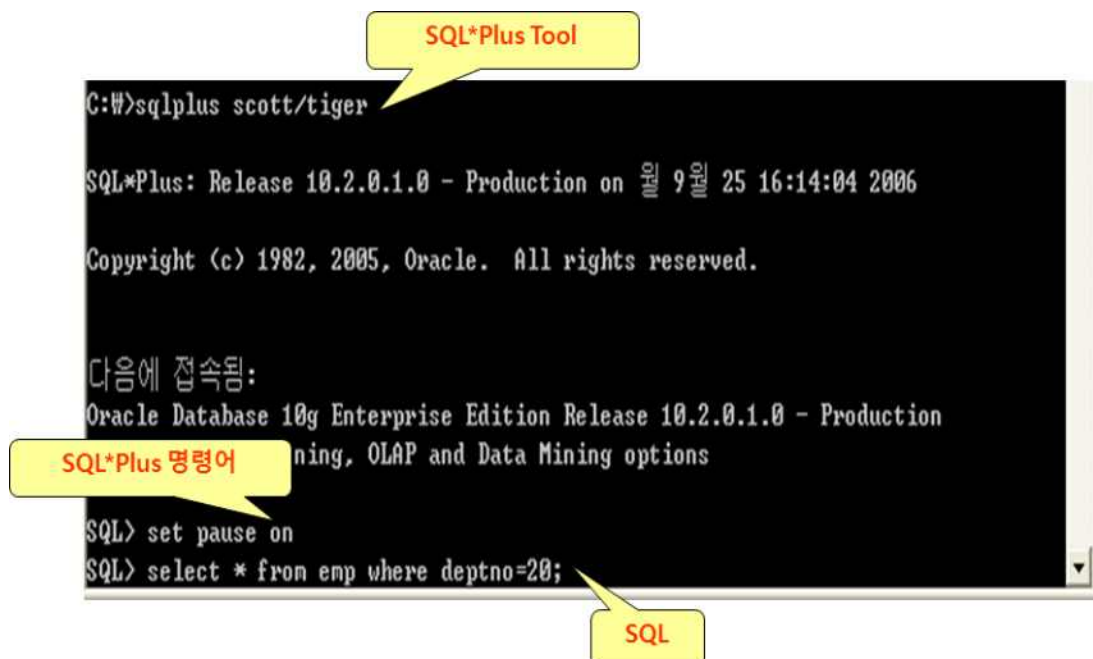 SQL*Plus Tool
C:₩>sqlplus scott/tiger
SQL*Plus: Release 10.2.0.1.0 - Production on 월 9월 25 16:14:04 2006
Copyright (c) 1982, 2005, Oracle.  All rights reserved.
다음에 접속됨:
Oracle Database 10g Enterprise Edition Release 10.2.0.1.0 - Production
SQL*Plus 명령어
ning, OLAP and Data Mining options
SQL> set pause on
SQL> select * from emp where deptno=20;
SQL